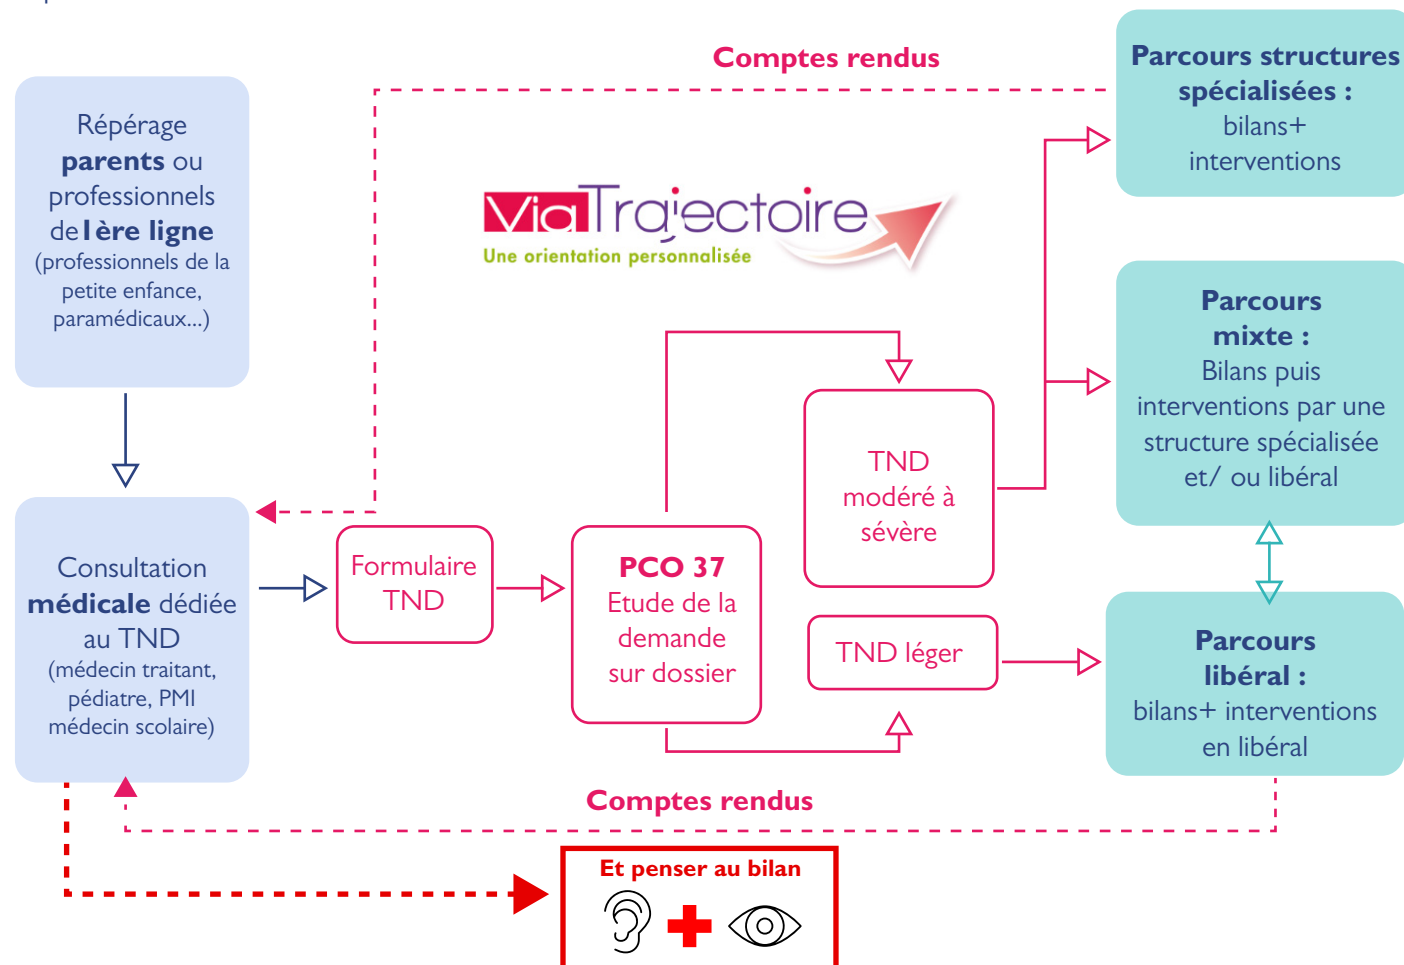 Répérage
parents ou
professionnels
de1ère ligne
(professionnels de la
petite enfance,
paramédicaux...)
Consultation
médicale dédiée
au TND
(médecin traitant,
pédiatre, PMI
médecin scolaire)
Comptes rendus
ViaTrajectoire
Une orientation personnalisée
Formulaire
TND
PCO 37
Etude de la
demande
sur dossier
TND
modéré à
sévère
TND léger
Parcours structures
spécialisées :
bilans+
interventions
Parcours
mixte :
Bilans puis
interventions par une
structure spécialisée
et/ ou libéral
Parcours
libéral :
bilans+ interventions
en libéral
Comptes rendus
Et penser au bilan